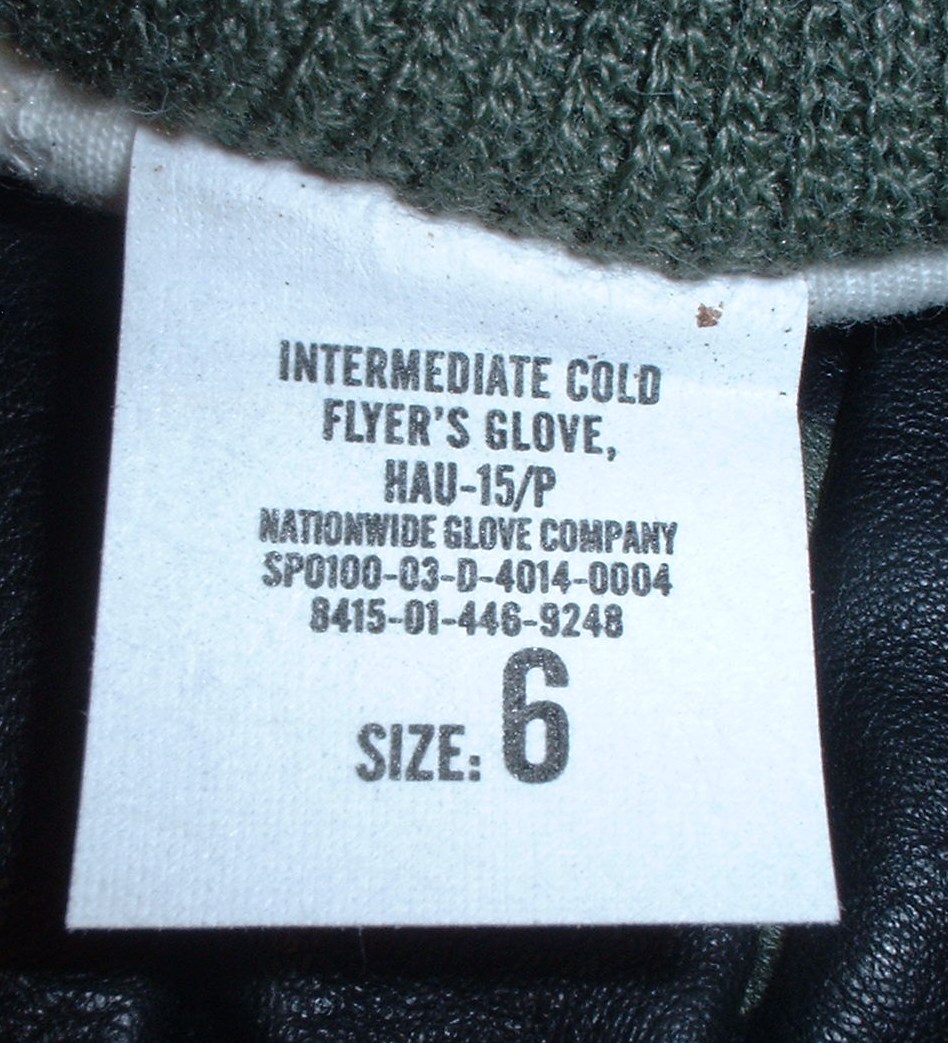 INTERMEDIATE COLD
FLYER'S GLOVE,
HAU-15/P
NATIONWIDE GLOVE COMPANY
SP0100-03-D-4014-0004
8415-01-446-9248
SIZE: 6